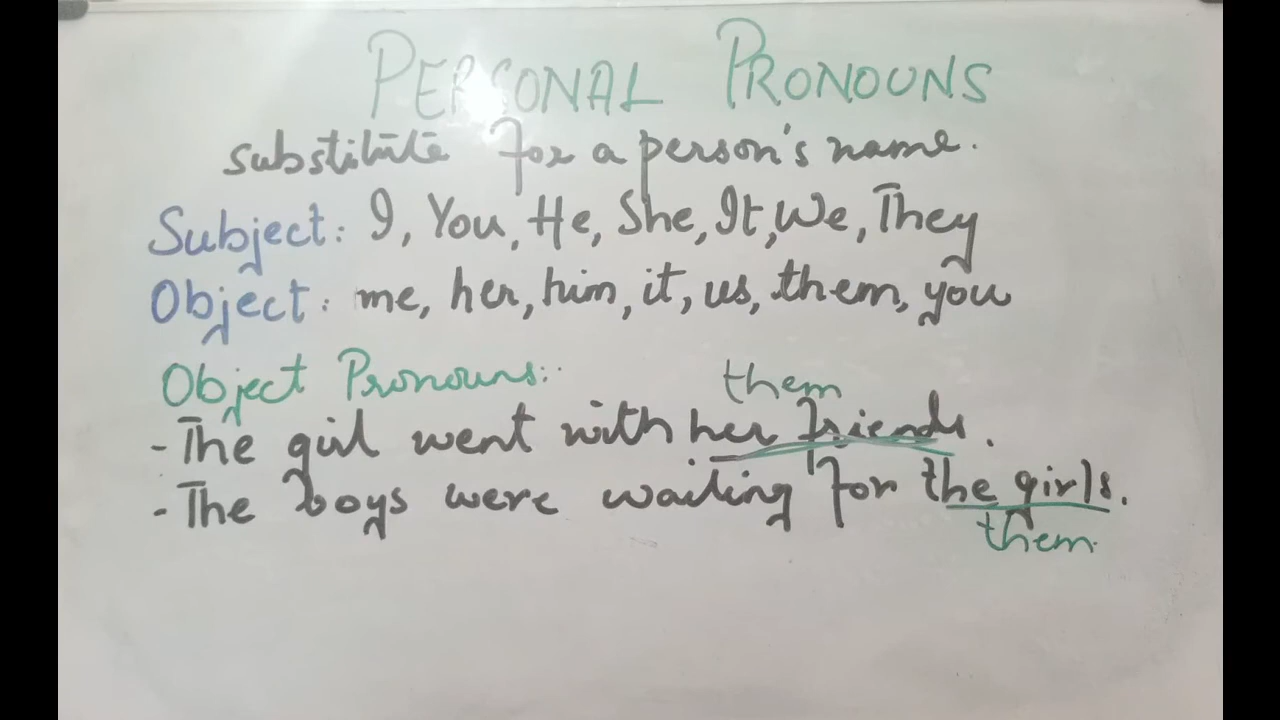 PERSONAL PRONOUNS
substitute for a person's name.
Subject: I, You, He, She, It, We, They
Object: me, her, him, it, us, them, you
Object Pronouns:
them
- The girl went with her friends.
- The boys were waiting for the girls.
them.